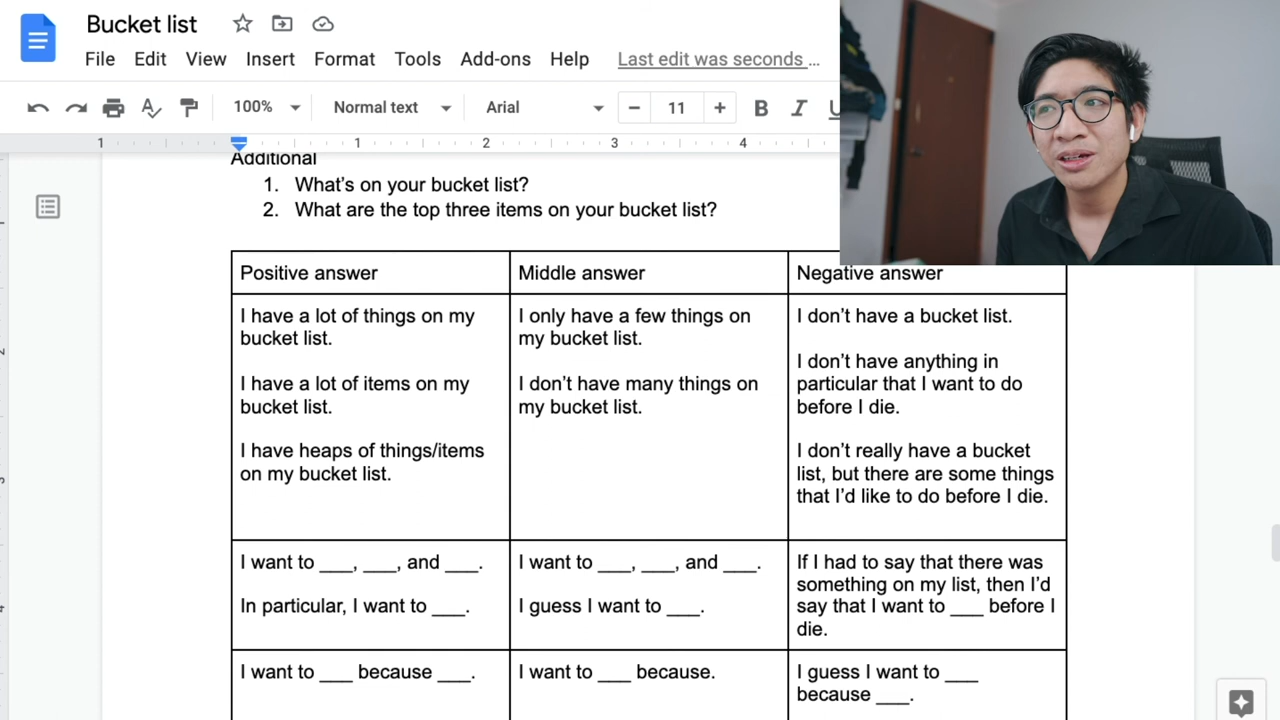 Bucket list
File Edit View Insert Format Tools Add-ons Help Last edit was seconds ...
100% Normal text Arial 11 B I U
1 1 2 3 4
Additional
1. What's on your bucket list?
2. What are the top three items on your bucket list?
Positive answer
I have a lot of things on my
bucket list.
I have a lot of items on my
bucket list.
I have heaps of things/items
on my bucket list.
I want to ___, ___, and ___.
In particular, I want to ___.
I want to ___ because ___.
Middle answer
I only have a few things on
my bucket list.
I don't have many things on
my bucket list.
I want to ___, ___, and ___.
I guess I want to ___.
I want to ___ because.
Negative answer
I don't have a bucket list.
I don't have anything in
particular that I want to do
before I die.
I don't really have a bucket
list, but there are some things
that I'd like to do before I die.
If I had to say that there was
something on my list, then I'd
say that I want to ___ before I
die.
I guess I want to ___
because ___.